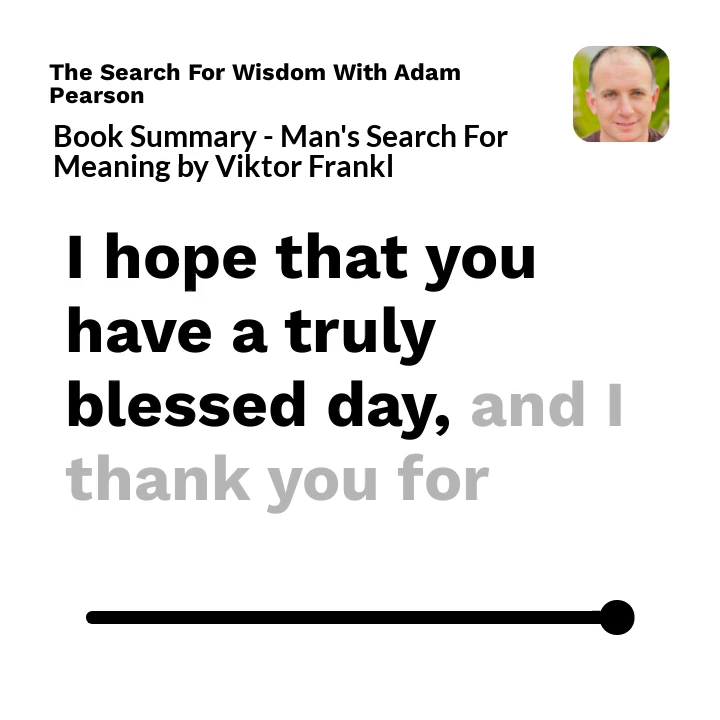 The Search For Wisdom With Adam
Pearson
Book Summary - Man's Search For
Meaning by Viktor Frankl
I hope that you
have a truly
blessed day, and I
thank you for